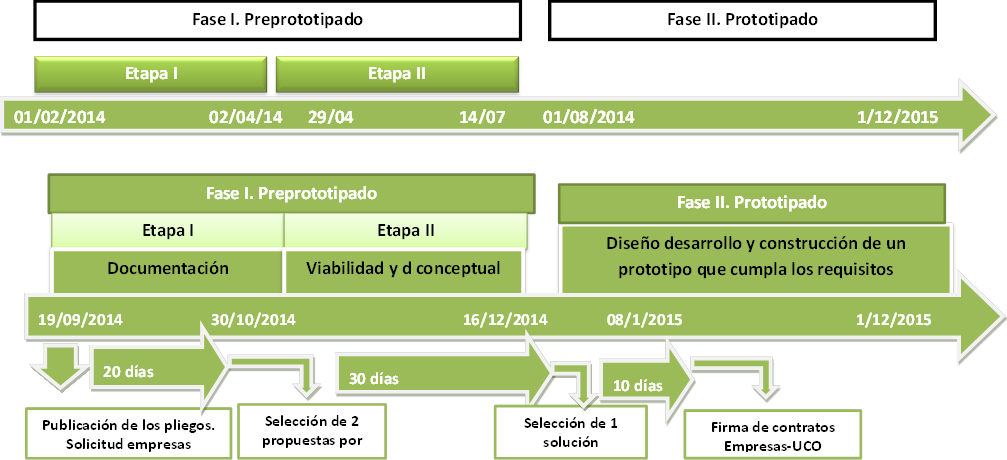 Fase I. Preprototipado
Fase II. Prototipado
Etapa I
Etapa II
01/02/2014
02/04/14
29/04
14/07
01/08/2014
1/12/2015
Fase I. Preprototipado
Fase II. Prototipado
Etapa I
Etapa II
Documentación
Viabilidad y d conceptual
Diseño desarrollo y construcción de un
prototipo que cumpla los requisitos
19/09/2014
30/10/2014
16/12/2014
08/1/2015
1/12/2015
20 días
30 días
10 días
Publicación de los pliegos.
Solicitud empresas
Selección de 2
propuestas por
Selección de 1
solución
Firma de contratos
Empresas-UCO